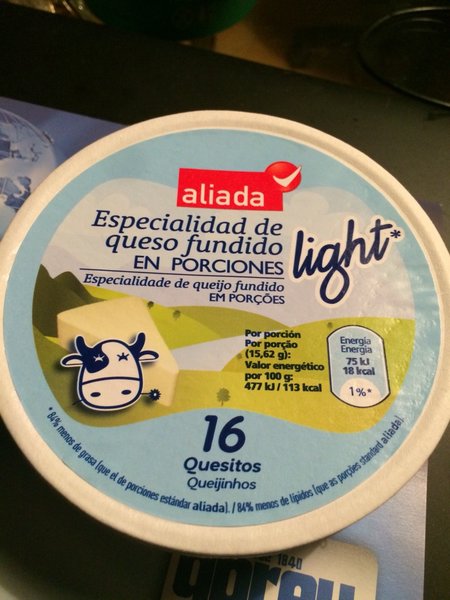 aliada
Especialidad de
queso fundido
EN PORCIONES
light*
Especialidade de queijo fundido
EM PORÇÕES
Por porción
Por porção
(15,62 g):
Valor energético
por 100 g:
477 kJ / 113 kcal
Energía
Energia
75 kJ
18 kcal
1%*
16
Quesitos
Queijinhos
* 84% menos de grasa (que el de porciones estándar aliada). / 84% menos de lípidos (que as porções standard aliada).
1840